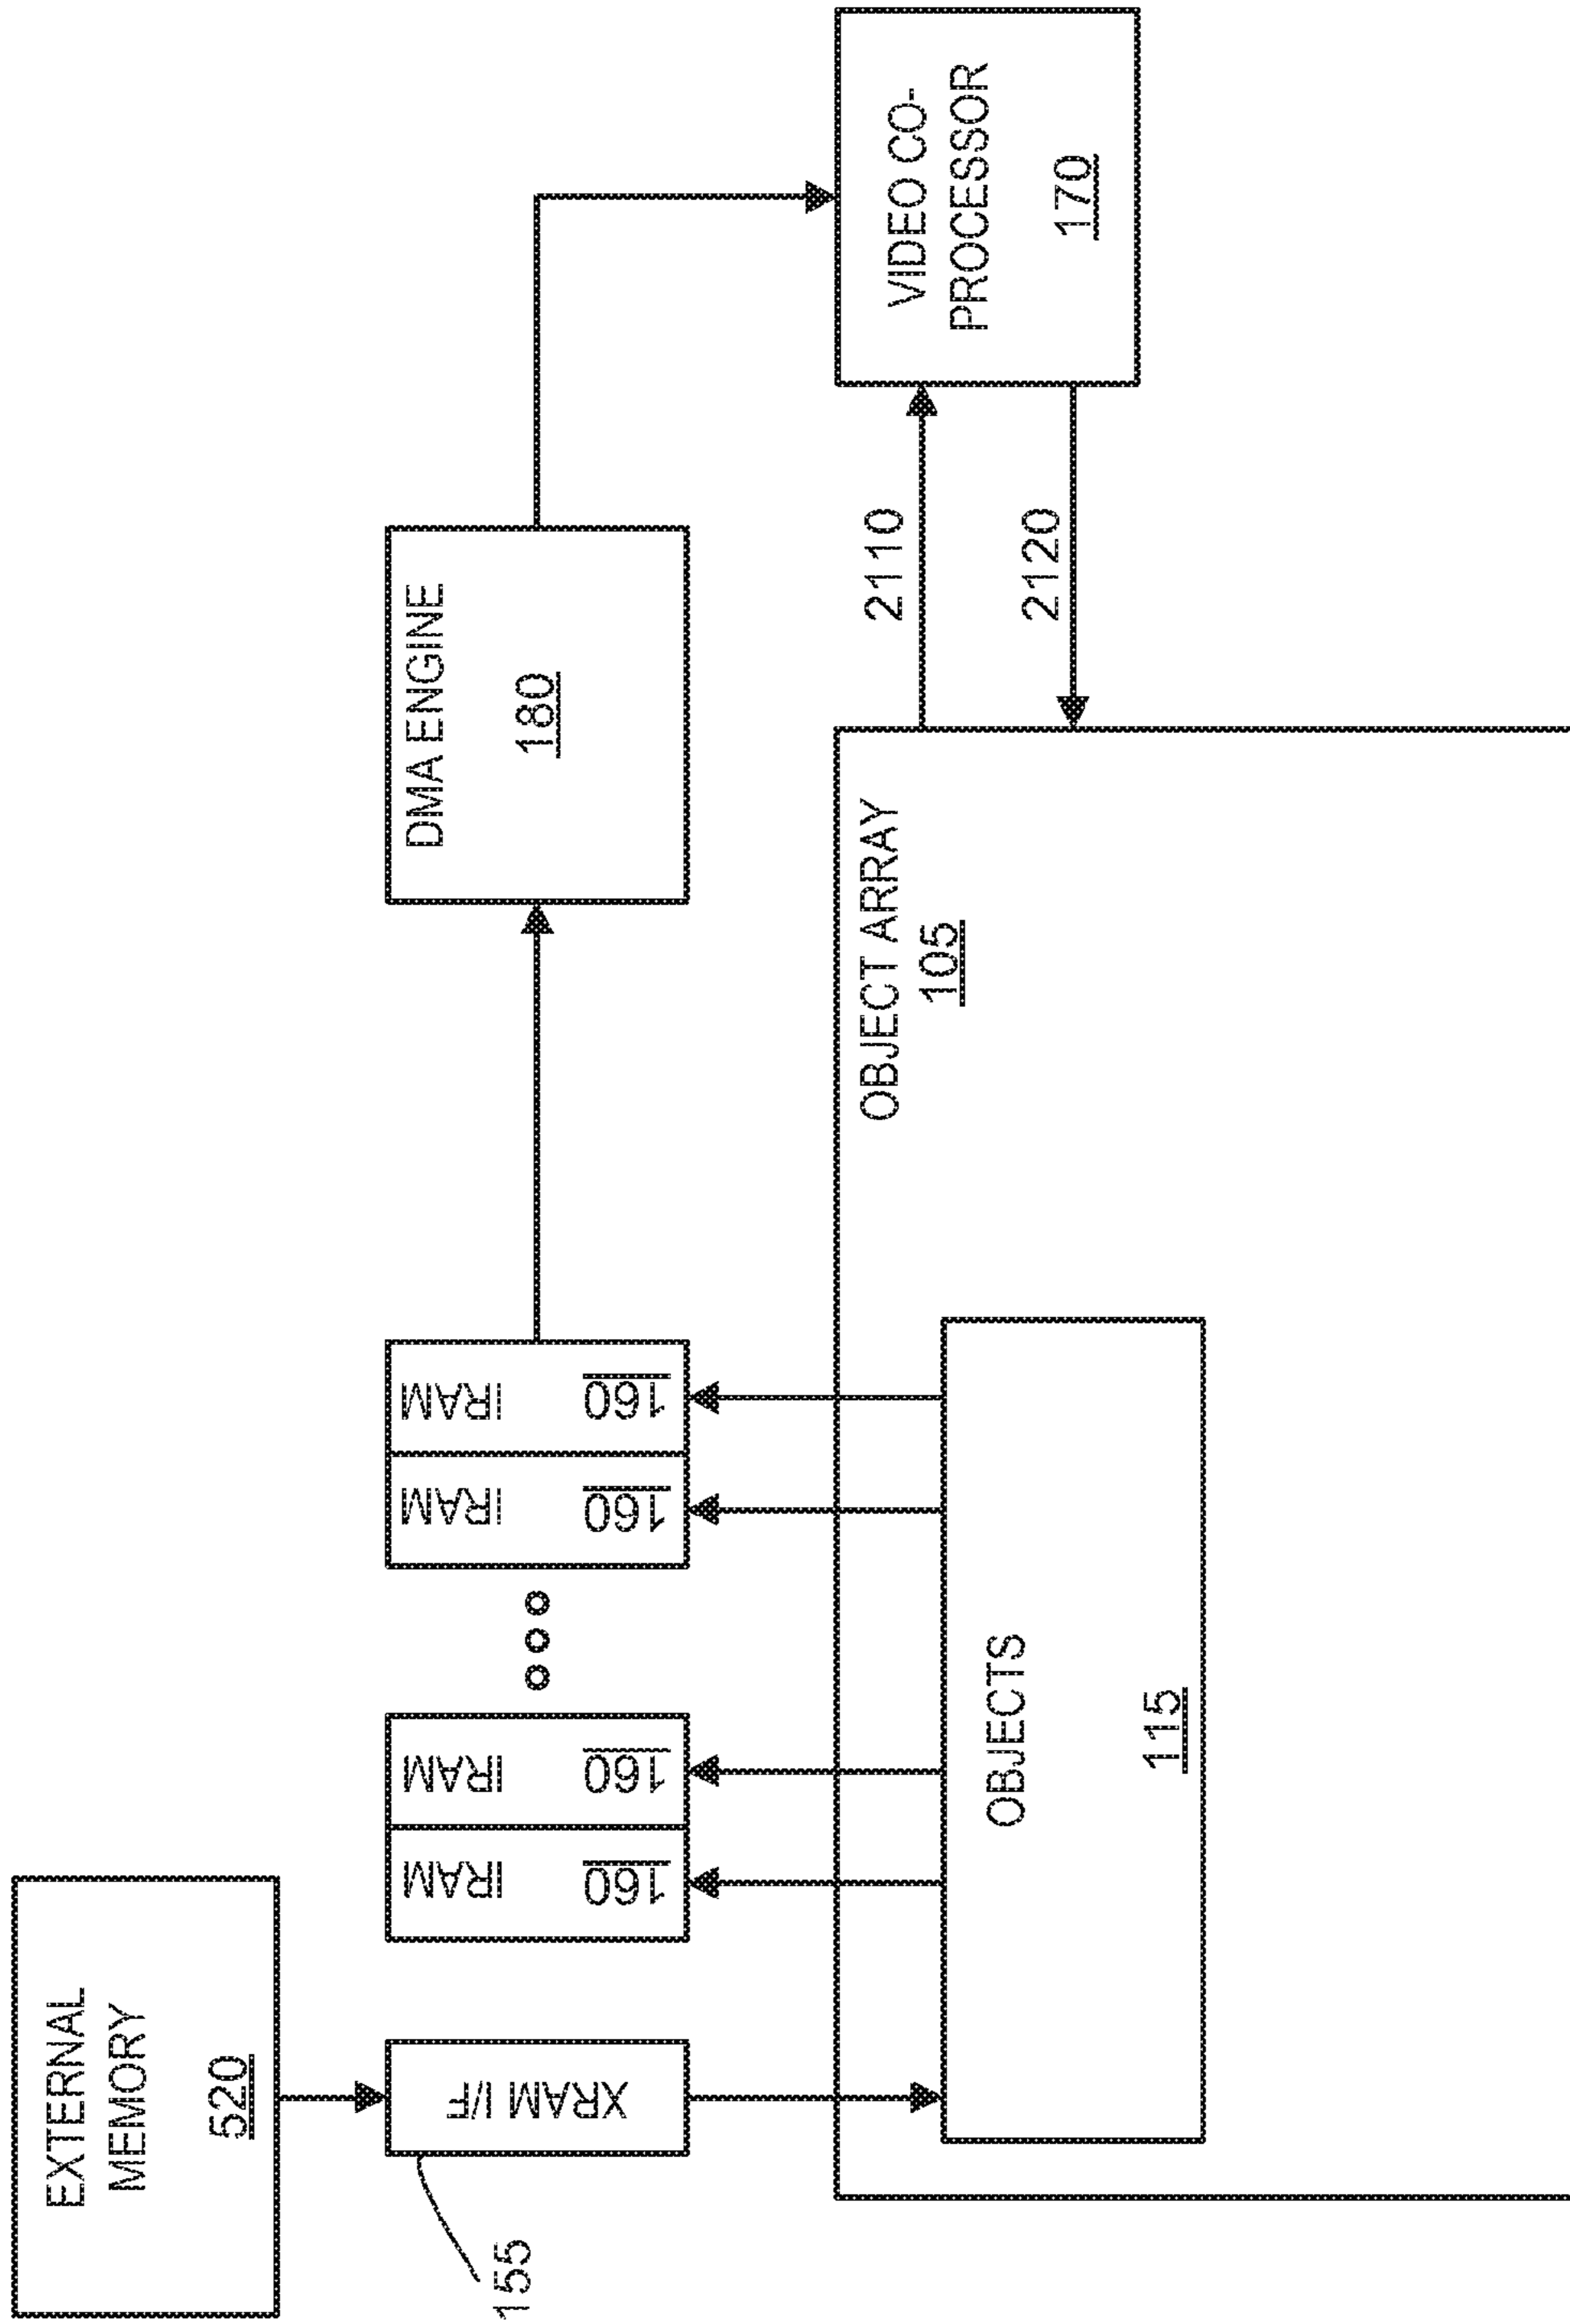 EXTERNAL
MEMORY
520
155
XRAM I/F
IRAM
160
IRAM
160
IRAM
160
IRAM
160
DMA ENGINE
180
OBJECT ARRAY
105
OBJECTS
115
2110
2120
VIDEO CO-
PROCESSOR
170